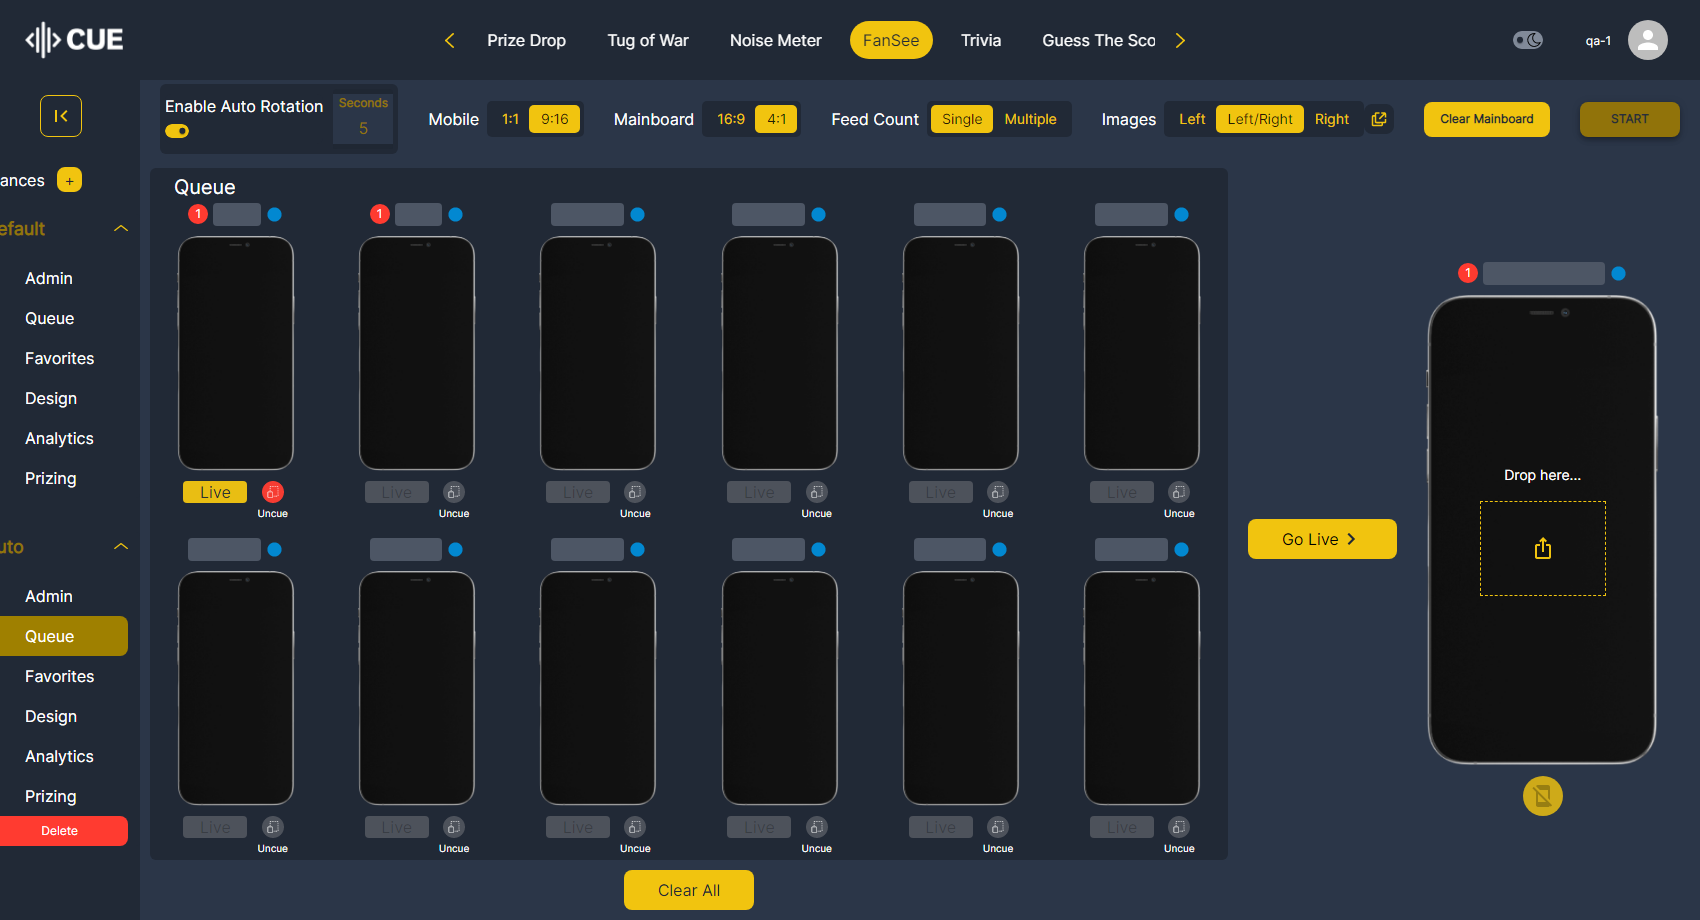 CUE
Prize Drop
Tug of War
Noise Meter
FanSee
Trivia
Guess The Sco
qa-1
Enable Auto Rotation
Seconds
5
Mobile
1:1
9:16
Mainboard
16:9
4:1
Feed Count
Single
Multiple
Images
Left
Left/Right
Right
Clear Mainboard
START
ances
+
efault
Admin
Queue
Favorites
Design
Analytics
Prizing
uto
Admin
Queue
Favorites
Design
Analytics
Prizing
Delete
Queue
1
1
Live
Uncue
Live
Uncue
Live
Uncue
Live
Uncue
Live
Uncue
Live
Uncue
Live
Uncue
Live
Uncue
Live
Uncue
Live
Uncue
Live
Uncue
Live
Uncue
Clear All
Go Live
1
Drop here...